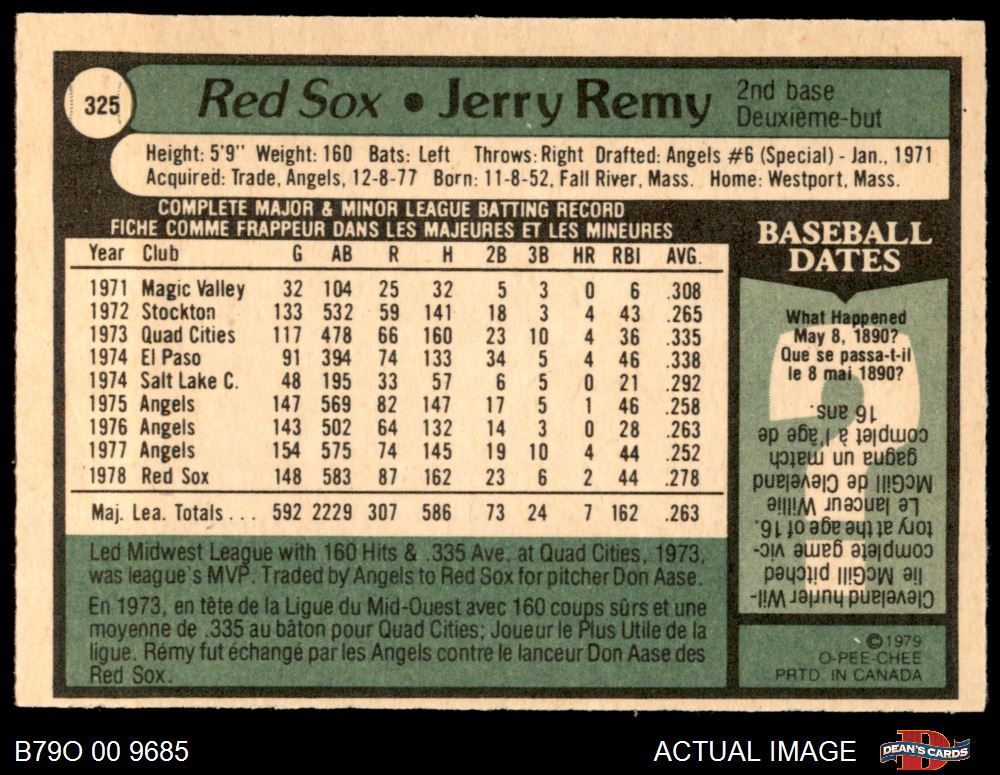 325
Red Sox • Jerry Remy
2nd base
Deuxième-but
Height: 5'9" Weight: 160 Bats: Left Throws: Right Drafted: Angels #6 (Special) - Jan., 1971
Acquired: Trade, Angels, 12-8-77 Born: 11-8-52, Fall River, Mass. Home: Westport, Mass.
COMPLETE MAJOR & MINOR LEAGUE BATTING RECORD
FICHE COMME FRAPPEUR DANS LES MAJEURES ET LES MINEURES
Year Club G AB R H 2B 3B HR RBI AVG.
1971 Magic Valley 32 104 25 32 5 3 0 6 .308
1972 Stockton 133 532 59 141 18 3 4 43 .265
1973 Quad Cities 117 478 66 160 23 10 4 36 .335
1974 El Paso 91 394 74 133 34 5 4 46 .338
1974 Salt Lake C. 48 195 33 57 6 5 0 21 .292
1975 Angels 147 569 82 147 17 5 1 46 .258
1976 Angels 143 502 64 132 14 3 0 28 .263
1977 Angels 154 575 74 145 19 10 4 44 .252
1978 Red Sox 148 583 87 162 23 6 2 44 .278
Maj. Lea. Totals... 592 2229 307 586 73 24 7 162 .263
Led Midwest League with 160 Hits & .335 Ave. at Quad Cities, 1973,
was league's MVP. Traded by Angels to Red Sox for pitcher Don Aase.
En 1973, en tête de la Ligue du Mid-Ouest avec 160 coups sûrs et une
moyenne de .335 au bâton pour Quad Cities; Joueur le Plus Utile de la
ligue. Rémy fut échangé par les Angels contre le lanceur Don Aase des
Red Sox.
BASEBALL
DATES
What Happened
May 8, 1890?
Que se passa-t-il
le 8 mai 1890?
Cleveland hurler Wil-
lie McGill pitched
complete game vic-
tory at the age of 16.
Le lanceur Willie
McGill de Cleveland
gagna un match
complet à l'âge de
16 ans.
©1979
O-PEE-CHEE
PRTD. IN CANADA
B79O 00 9685
ACTUAL IMAGE
DEAN'S CARDS